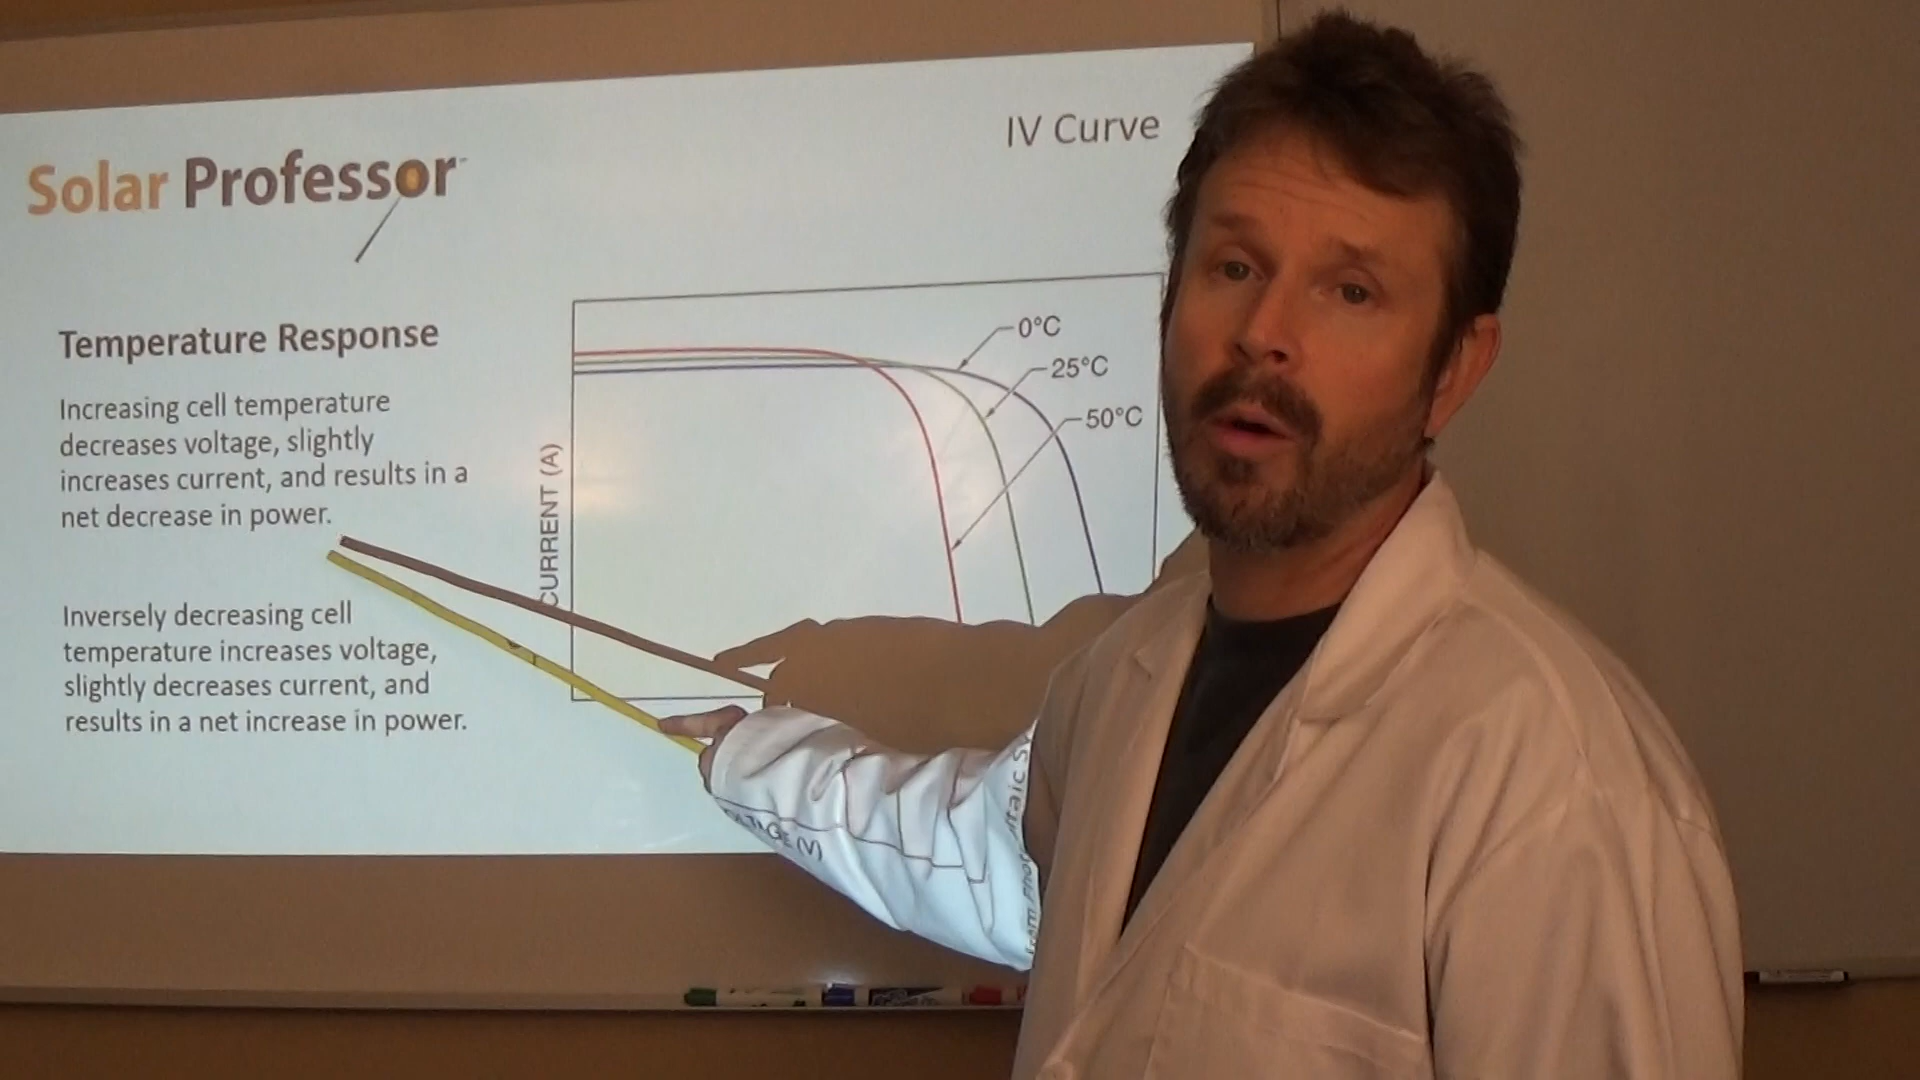 Solar Professor™
IV Curve
Temperature Response
Increasing cell temperature
decreases voltage, slightly
increases current, and results in a
net decrease in power.
Inversely decreasing cell
temperature increases voltage,
slightly decreases current, and
results in a net increase in power.
0°C
25°C
50°C
CURRENT (A)
(V)